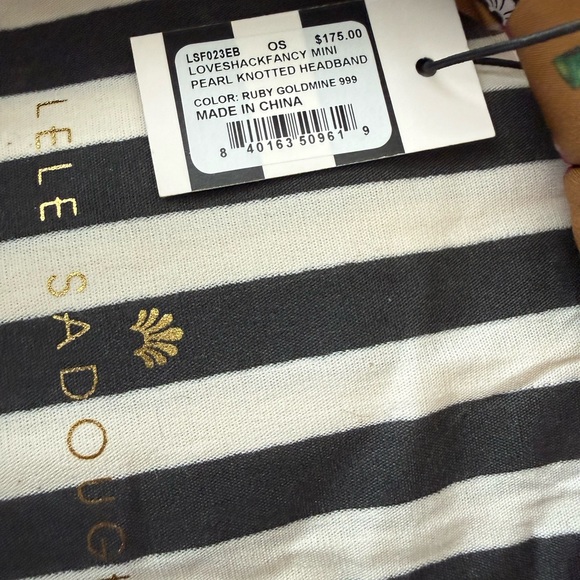 LSF023EB OS $175.00
LOVESHACKFANCY MINI
PEARL KNOTTED HEADBAND
COLOR: RUBY GOLDMINE 999
MADE IN CHINA
8 40163 50961 9
LELE SADOUG